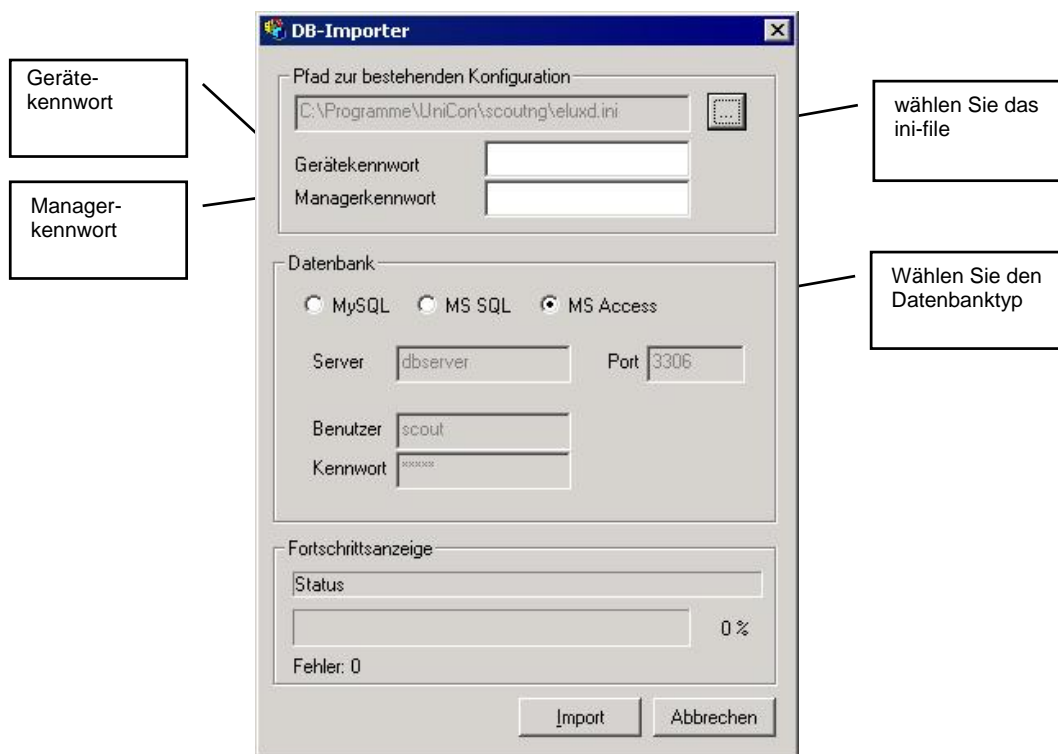 DB-Importer
Geräte-
kennwort
Manager-
kennwort
Pfad zur bestehenden Konfiguration
C:\Programme\UniCon\scoutng\eluxd.ini
...
Gerätekennwort
Managerkennwort
wählen Sie das
ini-file
Datenbank
MySQL MS SQL MS Access
Wählen Sie den
Datenbanktyp
Server dbserver Port 3306
Benutzer scout
Kennwort *****
Fortschrittsanzeige
Status
0 %
Fehler: 0
Import Abbrechen